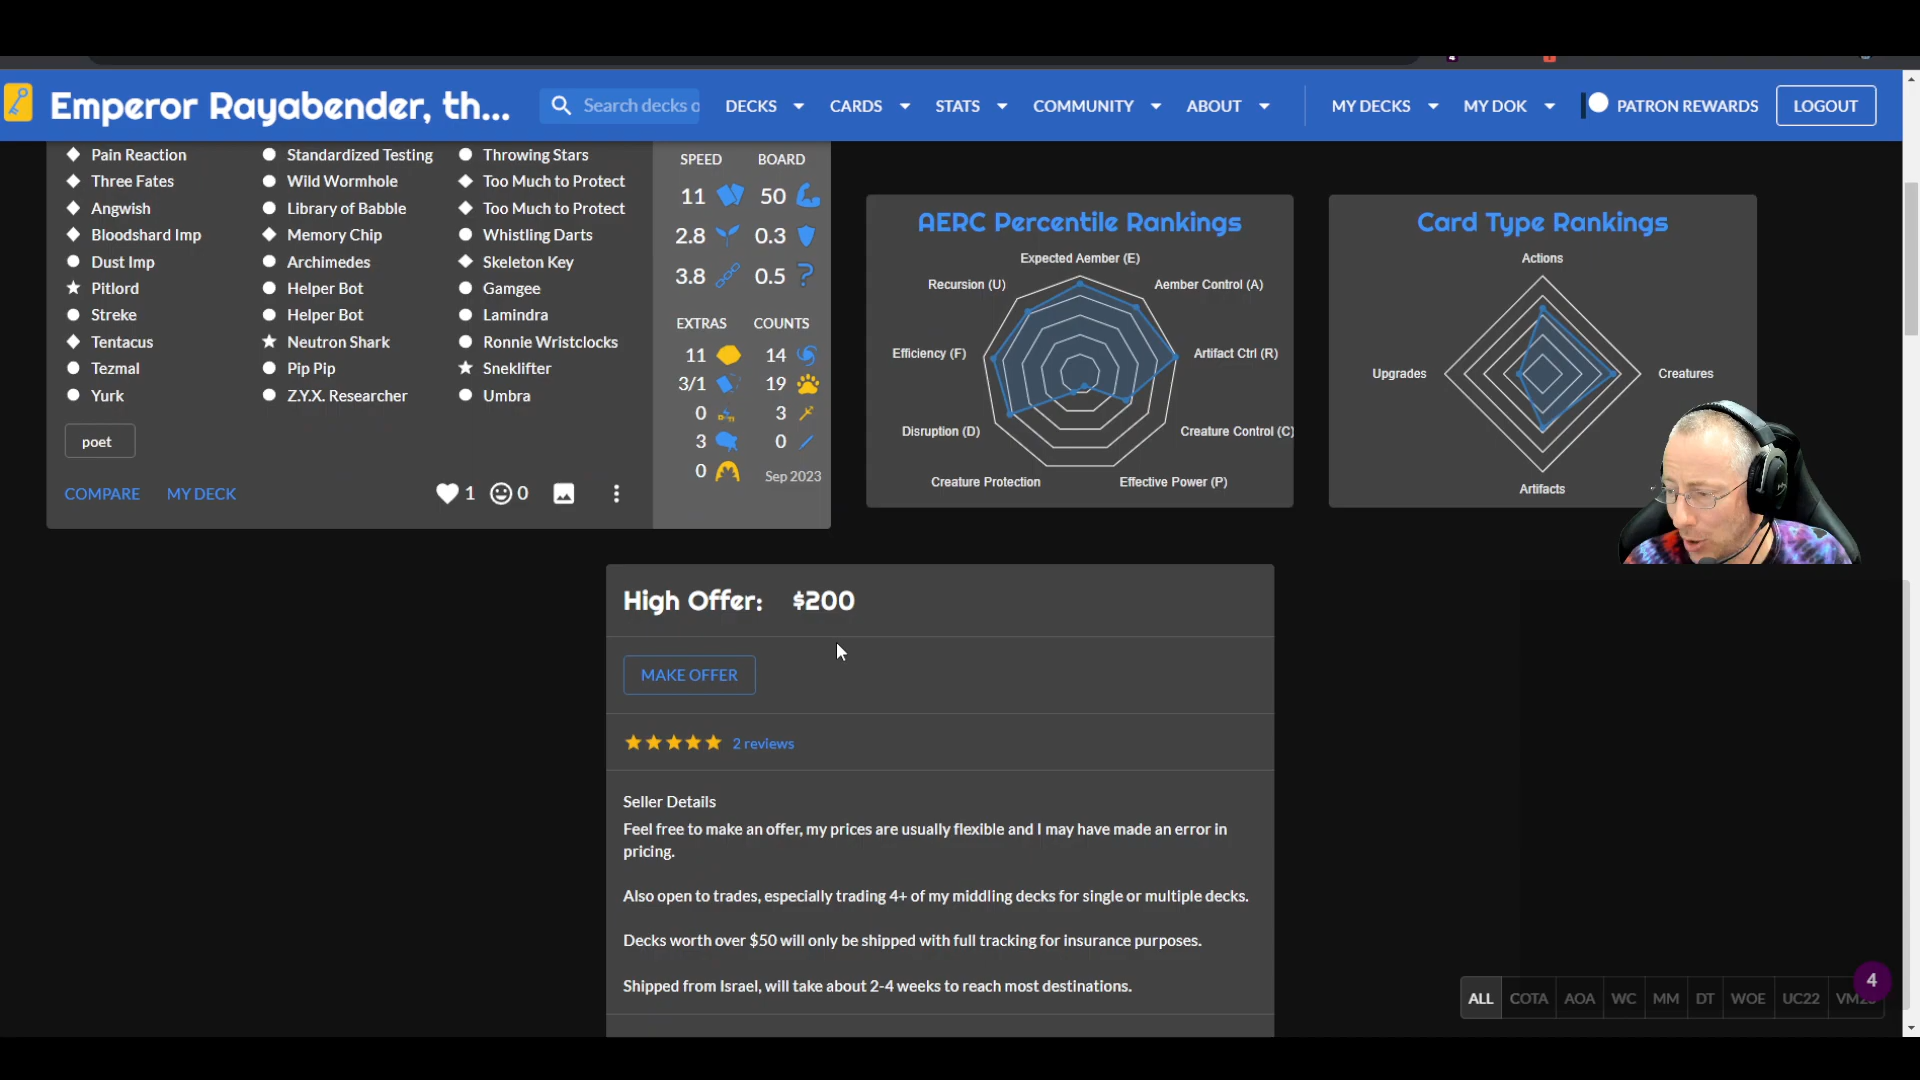 Emperor Rayabender, th...
Search decks o
DECKS
CARDS
STATS
COMMUNITY
ABOUT
MY DECKS
MY DOK
PATRON REWARDS
LOGOUT
Pain Reaction
Three Fates
Angwish
Bloodshard Imp
Dust Imp
Pitlord
Streke
Tentacus
Tezmal
Yurk
Standardized Testing
Wild Wormhole
Library of Babble
Memory Chip
Archimedes
Helper Bot
Helper Bot
Neutron Shark
Pip Pip
Z.Y.X. Researcher
Throwing Stars
Too Much to Protect
Too Much to Protect
Whistling Darts
Skeleton Key
Gamgee
Lamindra
Ronnie Wristclocks
Sneklifter
Umbra
poet
COMPARE
MY DECK
1
0
SPEED BOARD
11 50
2.8 0.3
3.8 0.5
EXTRAS COUNTS
11 14
3/1 19
0 3
3 0
0 Sep 2023
AERC Percentile Rankings
Expected Aember (E)
Recursion (U)
Aember Control (A)
Efficiency (F)
Artifact Ctrl (R)
Disruption (D)
Creature Control (C)
Creature Protection
Effective Power (P)
Card Type Rankings
Actions
Upgrades
Creatures
Artifacts
High Offer: $200
MAKE OFFER
2 reviews
Seller Details
Feel free to make an offer, my prices are usually flexible and I may have made an error in
pricing.
Also open to trades, especially trading 4+ of my middling decks for single or multiple decks.
Decks worth over $50 will only be shipped with full tracking for insurance purposes.
Shipped from Israel, will take about 2-4 weeks to reach most destinations.
4
ALL COTA AOA WC MM DT WOE UC22